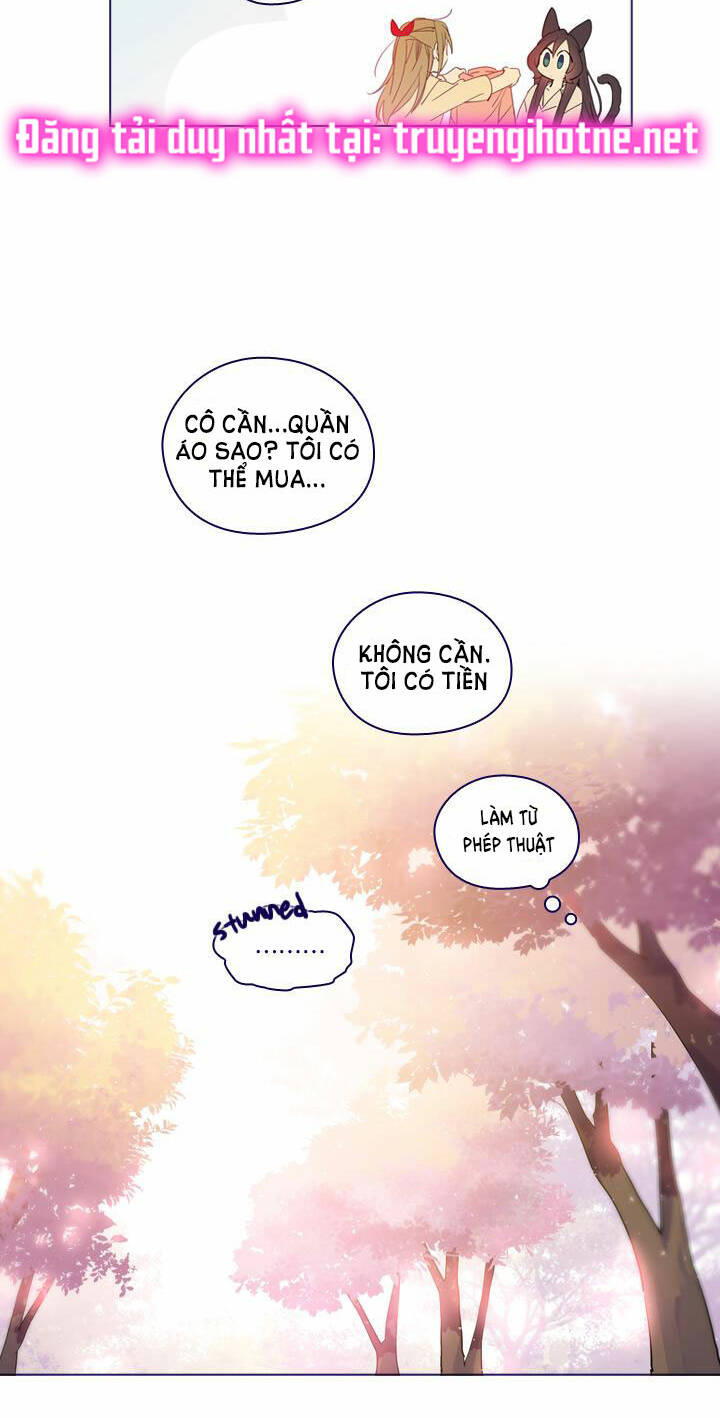 Đăng tải duy nhất tại: truyengihotne.net
CÔ CẦN...QUẦN
ÁO SAO? TÔI CÓ
THỂ MUA...
KHÔNG CẦN.
TÔI CÓ TIỀN
LÀM TỪ
PHÉP THUẬT
stunned
.........